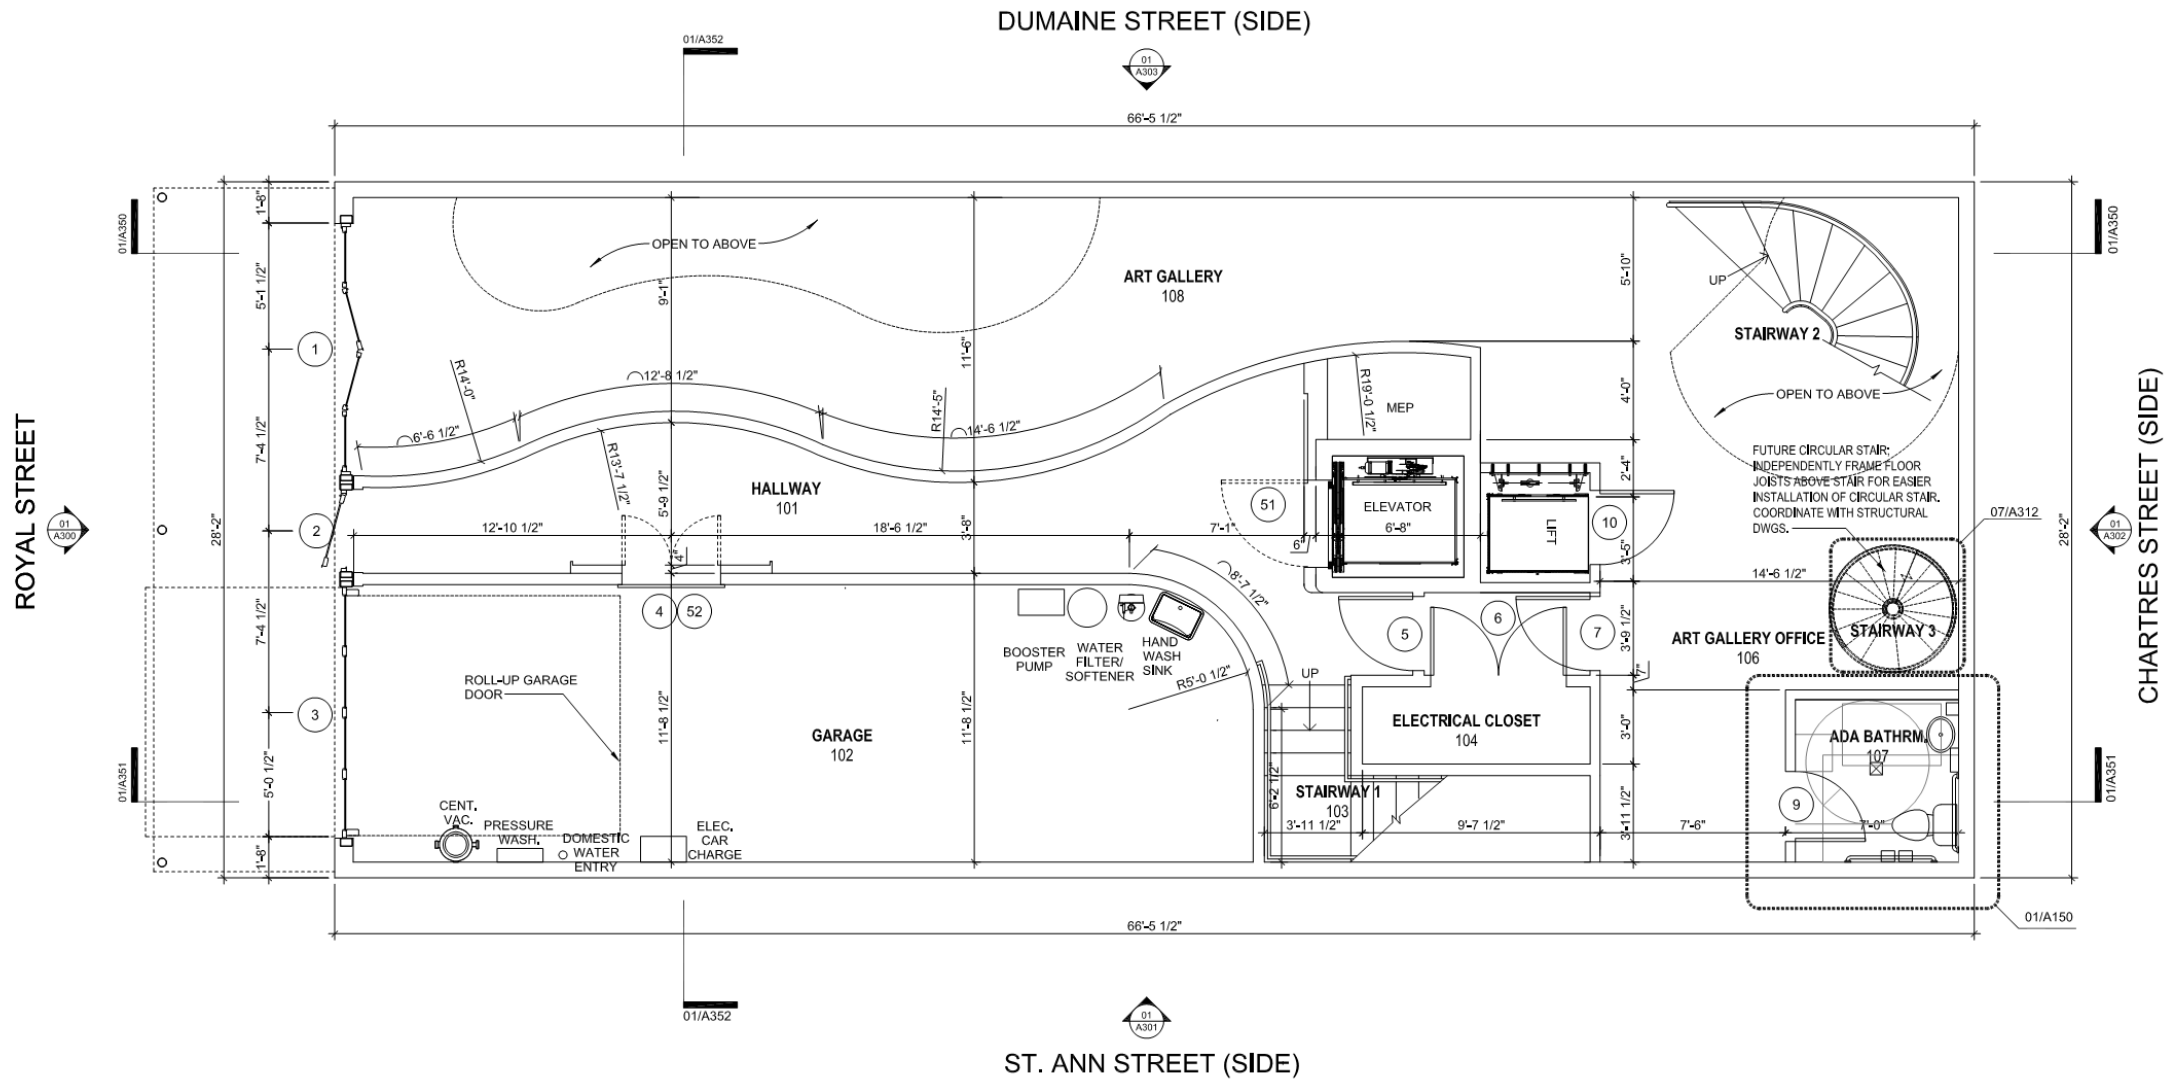 DUMAINE STREET (SIDE)
01/A352
01
A303
66'-5 1/2"
01/A350
01/A350
1'-8"
5'-1 1/2"
7'-4 1/2"
28'-2"
7'-4 1/2"
5'-0 1/2"
1'-8"
28'-2"
ROYAL STREET
01
A300
CHARTRES STREET (SIDE)
01
A302
OPEN TO ABOVE
9'-1"
ART GALLERY
108
11'-6"
5'-10"
UP
STAIRWAY 2
OPEN TO ABOVE
1
R14'-0"
12'-8 1/2"
6'-6 1/2"
R14'-5"
14'-6 1/2"
R19'-0 1/2"
MEP
4'-0"
R13'-7 1/2"
FUTURE CIRCULAR STAIR;
INDEPENDENTLY FRAME FLOOR
JOISTS ABOVE STAIR FOR EASIER
INSTALLATION OF CIRCULAR STAIR.
COORDINATE WITH STRUCTURAL
DWGS.
07/A312
2'-4"
HALLWAY
101
5'-9 1/2"
3'-8"
51
ELEVATOR
6'-8"
LIFT
10
2
12'-10 1/2"
18'-6 1/2"
7'-1"
6"
4"
3'-5"
14'-6 1/2"
8'-7 1/2"
4
52
BOOSTER
PUMP
WATER
FILTER/
SOFTENER
HAND
WASH
SINK
R5'-0 1/2"
UP
5
6
7
3'-9 1/2"
7"
ART GALLERY OFFICE
106
STAIRWAY 3
ROLL-UP GARAGE
DOOR
3
11'-8 1/2"
11'-8 1/2"
GARAGE
102
ELECTRICAL CLOSET
104
3'-0"
ADA BATHRM.
107
9
6'-2 1/2"
STAIRWAY 1
103
3'-11 1/2"
9'-7 1/2"
3'-11 1/2"
7'-6"
7'-0"
01/A351
01/A351
CENT.
VAC.
PRESSURE
WASH.
DOMESTIC
WATER
ENTRY
ELEC.
CAR
CHARGE
01/A150
66'-5 1/2"
01/A352
01
A301
ST. ANN STREET (SIDE)